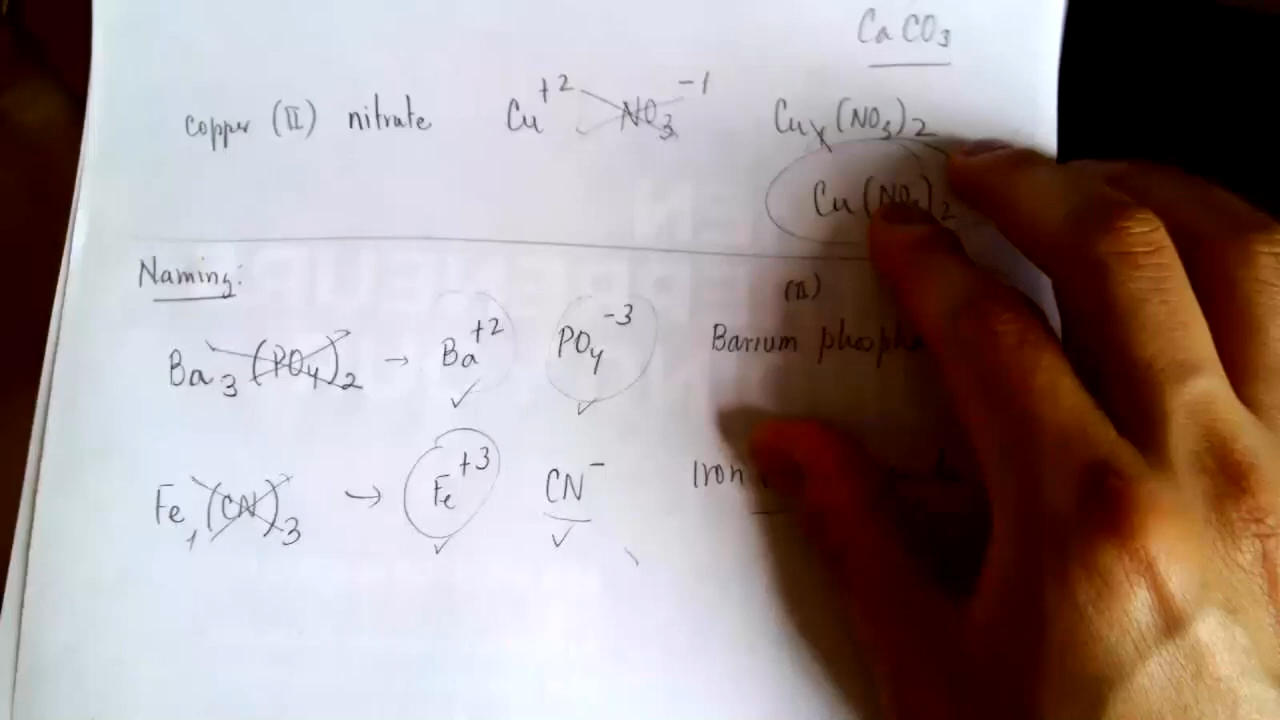 CaCO3
copper (II) nitrate Cu+2 NO3-1 Cux(NO3)2
Cu(NO3)2
Naming:
(II)
Ba3(PO4)2 → Ba+2 PO4-3 Barium
Fe1(CN)3 → Fe+3 CN- Iron